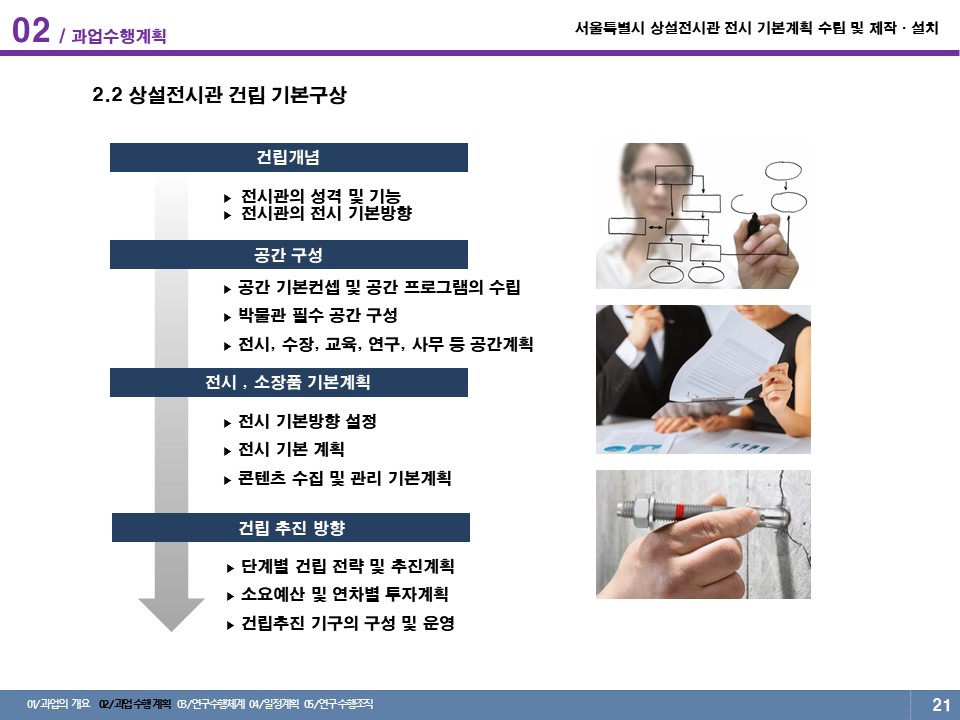 02 / 과업수행계획
서울특별시 상설전시관 전시 기본계획 수립 및 제작 · 설치
2.2 상설전시관 건립 기본구상
건립개념
▶ 전시관의 성격 및 기능
▶ 전시관의 전시 기본방향
공간 구성
▶ 공간 기본컨셉 및 공간 프로그램의 수립
▶ 박물관 필수 공간 구성
▶ 전시, 수장, 교육, 연구, 사무 등 공간계획
전시 , 소장품 기본계획
▶ 전시 기본방향 설정
▶ 전시 기본 계획
▶ 콘텐츠 수집 및 관리 기본계획
건립 추진 방향
▶ 단계별 건립 전략 및 추진계획
▶ 소요예산 및 연차별 투자계획
▶ 건립추진 기구의 구성 및 운영
01/과업의 개요 02/과업 수행 계획 03/연구수행체계 04/일정계획 05/연구 수행조직
21